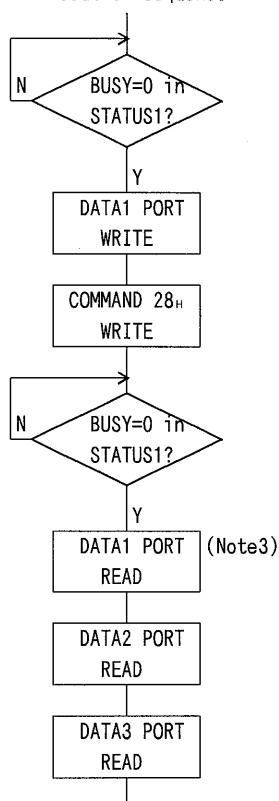 N
BUSY=0 in
STATUS1?
Y
DATA1 PORT
WRITE
COMMAND 28H
WRITE
N
BUSY=0 in
STATUS1?
Y
DATA1 PORT (Note3)
READ
DATA2 PORT
READ
DATA3 PORT
READ